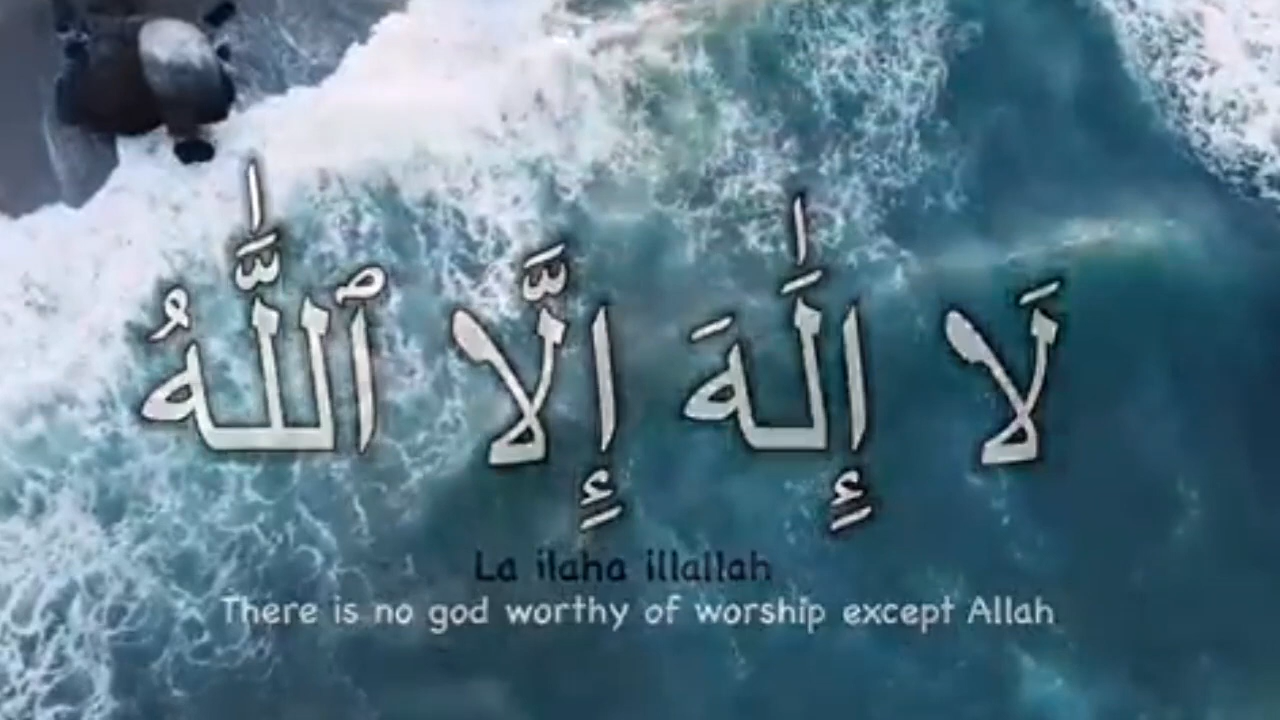 لَا إِلَٰهَ إِلَّا ٱللَّٰهُ
La ilaha illallah
There is no god worthy of worship except Allah